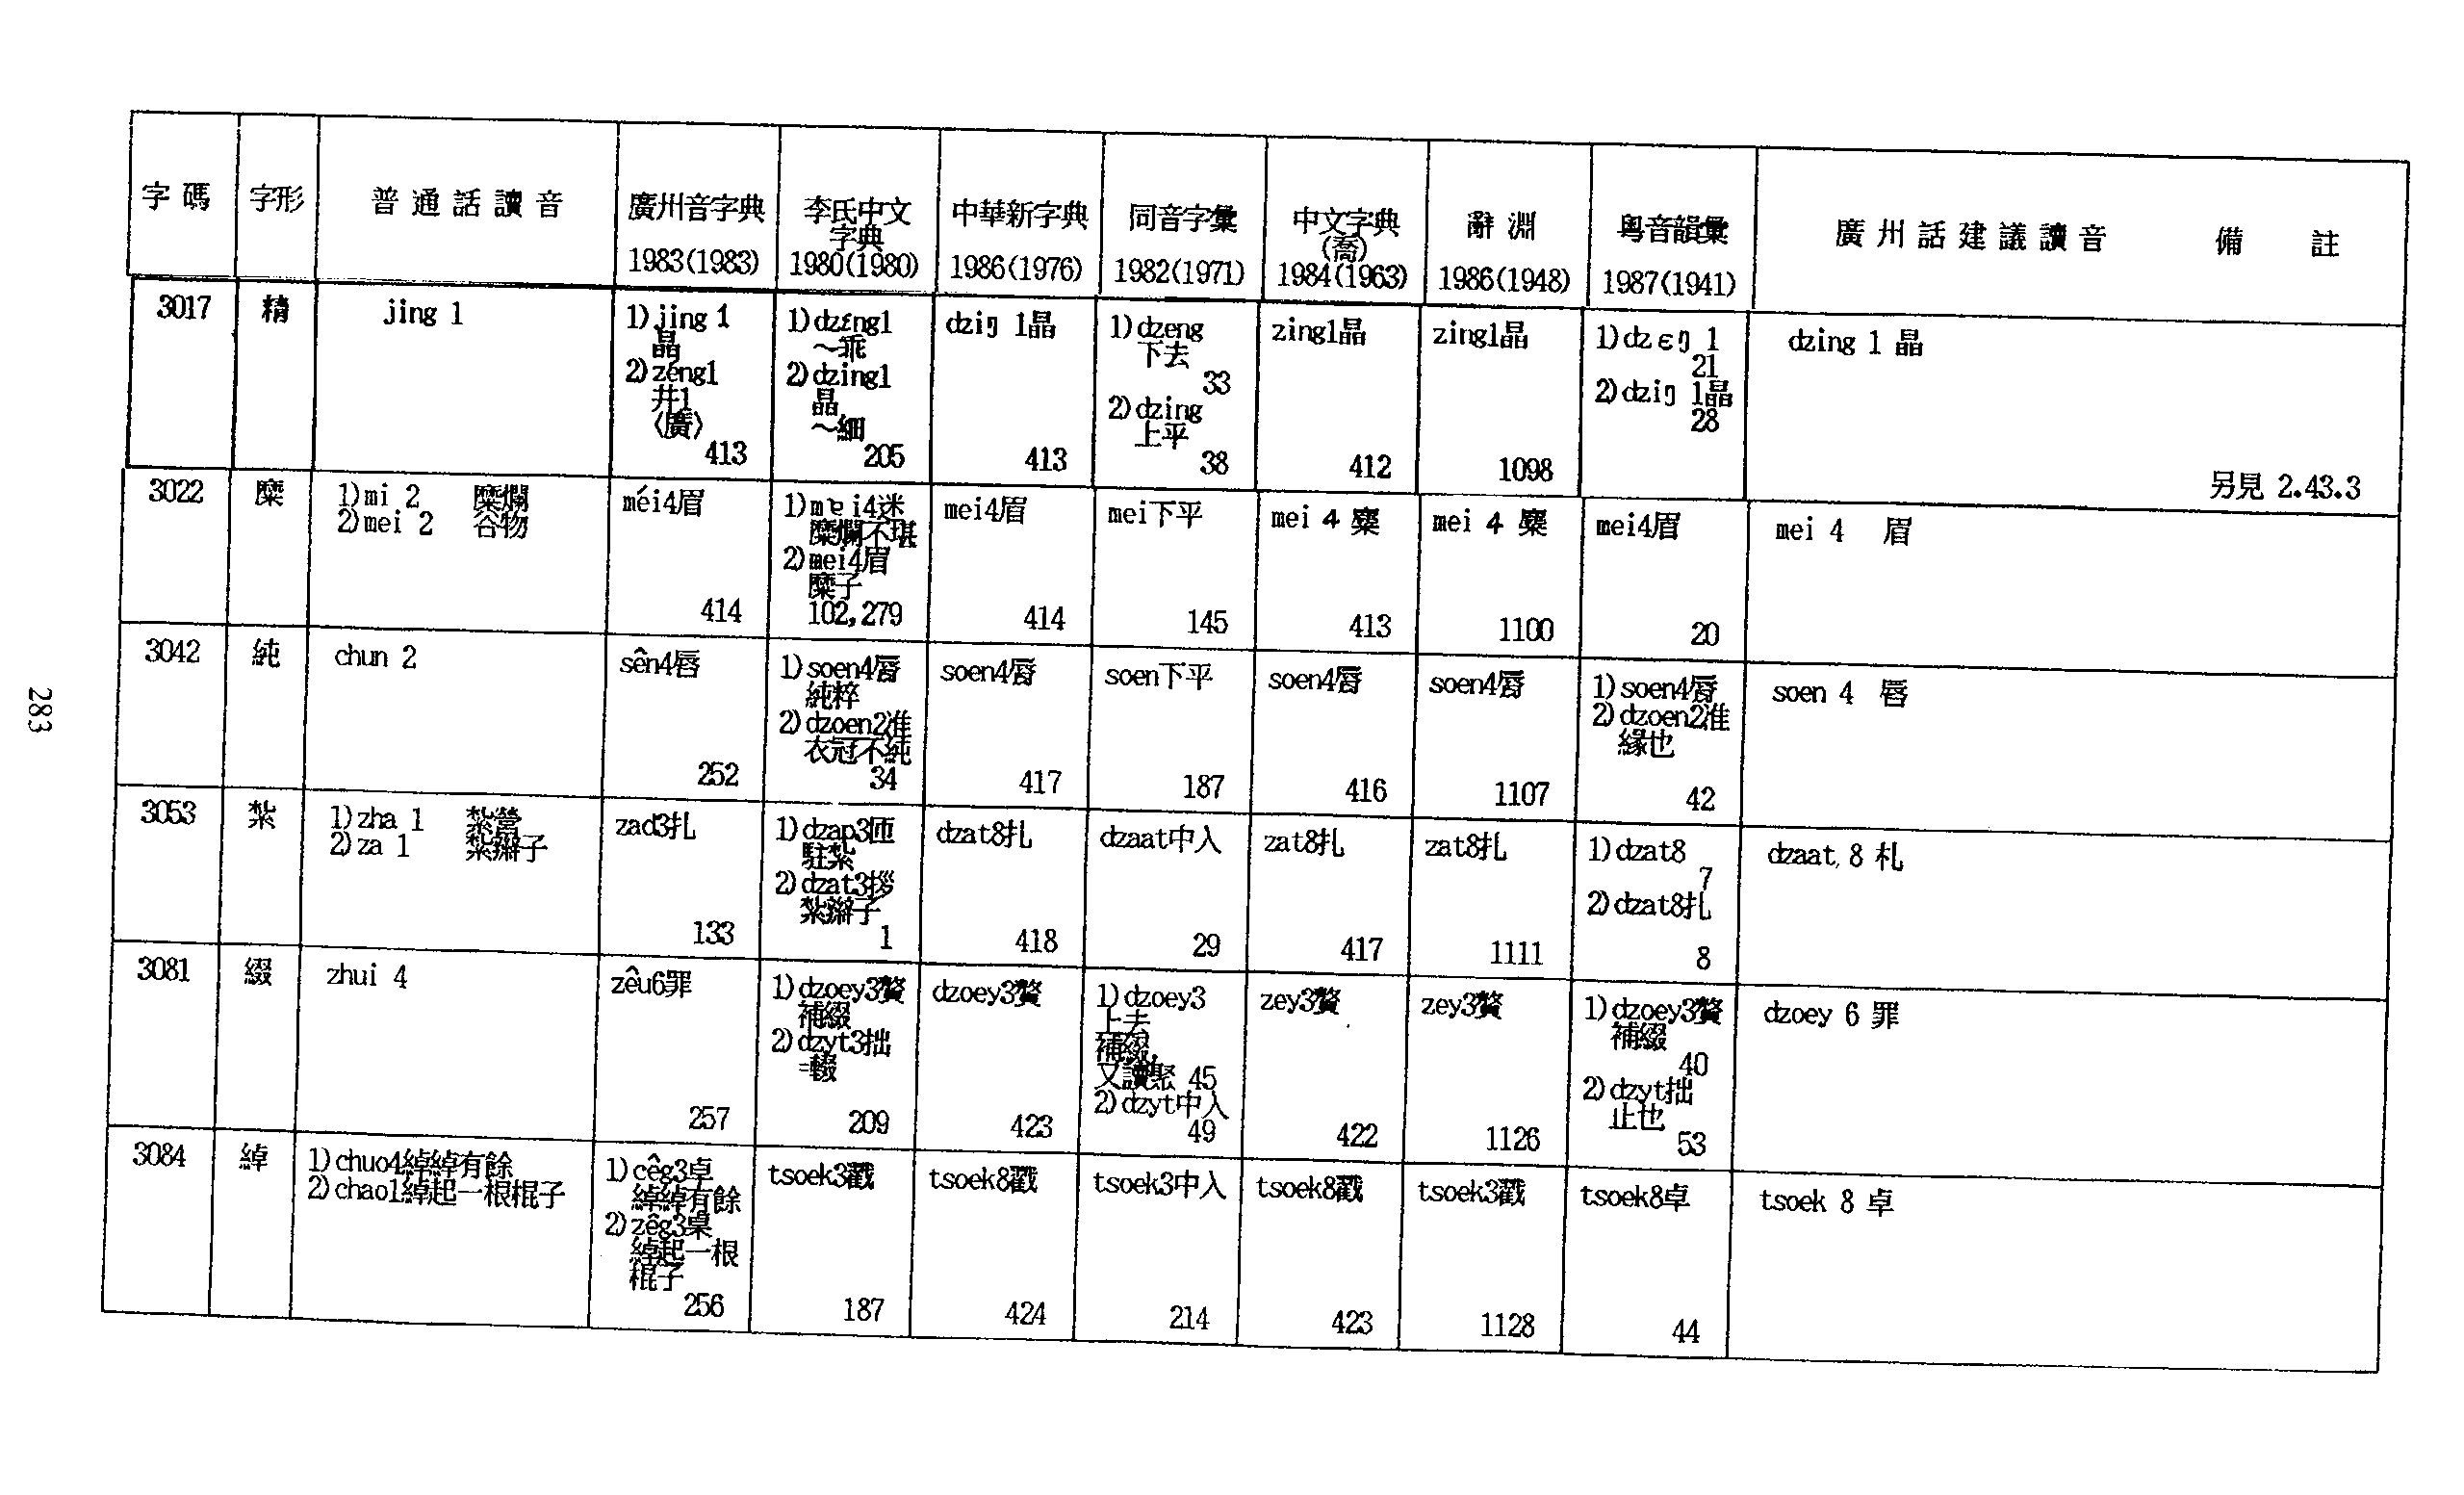 字碼 字形 普通話讀音 廣州音字典 1983(1983) 李氏中文字典 1980(1980) 中華新字典 1986(1976) 同音字彙 1982(1971) 中文字典(喬) 1984(1963) 辭淵 1986(1948) 粵音韻彙 1987(1941) 廣州話建議讀音 備註
3017
精
jing 1
1)jing 1
晶
2)zéng1
井1
〈廣〉
413
1)dzɛng1
～乖
2)dzing1
晶
～細
205
dziŋ 1晶
413
1)dzeng
下去
33
2)dzing
上平
38
zing1晶
412
zing1晶
1098
1)dzɛŋ 1
21
2)dziŋ 1晶
28
dzing 1 晶
另見 2.43.3
3022
糜
1)mi 2 糜爛
2)mei 2 谷物
méi4眉
414
1)mɐi4迷
糜爛不堪
2)mei4眉
糜子
102,279
mei4眉
414
mei下平
145
mei 4 麋
413
mei 4 麋
1100
mei4眉
20
mei 4 眉
3042
純
chun 2
sên4唇
252
1)soen4脣
純粹
2)dzoen2准
衣冠不純
34
soen4脣
417
soen下平
187
soen4脣
416
soen4脣
1107
1)soen4脣
2)dzoen2准
緣也
42
soen 4 唇
3053
紮
1)zha 1 紮營
2)za 1 紮辮子
zad3扎
133
1)dzap3匝
駐紮
2)dzat3拶
紮辮子
1
dzat8扎
418
dzaat中入
29
zat8扎
417
zat8扎
1111
1)dzat8
7
2)dzat8扎
8
dzaat 8 札
3081
綴
zhui 4
zêu6罪
257
1)dzoey3贅
補綴
2)dzyt3拙
=輟
209
dzoey3贅
423
1)dzoey3
上去
補綴,
又讀聚 45
2)dzyt中入
49
zey3贅
422
zey3贅
1126
1)dzoey3贅
補綴
40
2)dzyt拙
止也
53
dzoey 6 罪
3084
綽
1)chuo4綽綽有餘
2)chao1綽起一根棍子
1)cêg3卓
綽綽有餘
2)zêg3桌
綽起一根
棍子
256
tsoek3戳
187
tsoek8戳
424
tsoek3中入
214
tsoek8戳
423
tsoek3戳
1128
tsoek8卓
44
tsoek 8 卓
283